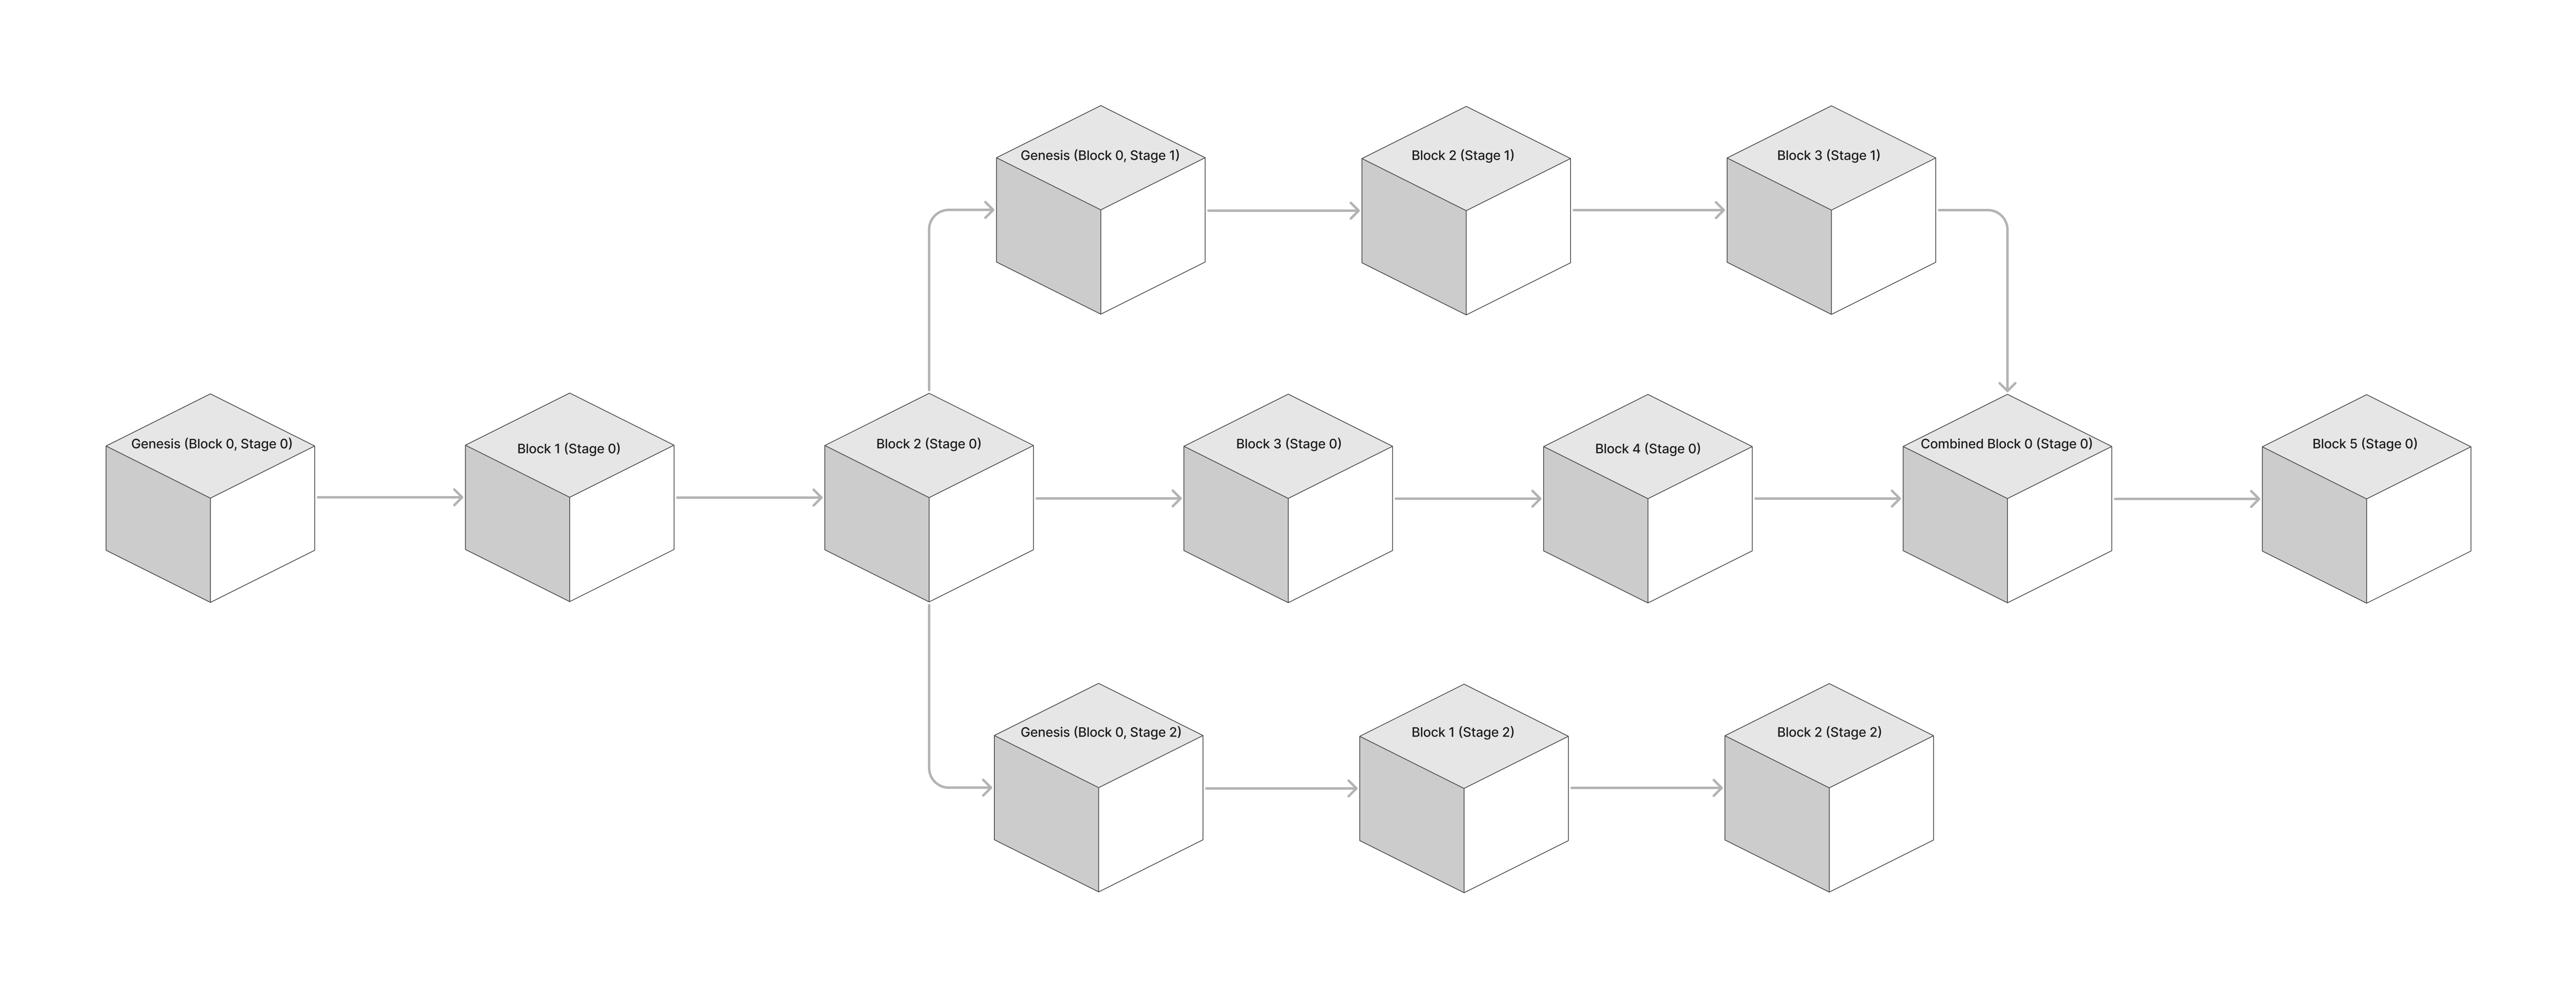 Genesis (Block 0, Stage 1)
Block 2 (Stage 1)
Block 3 (Stage 1)
Genesis (Block 0, Stage 0)
Block 1 (Stage 0)
Block 2 (Stage 0)
Block 3 (Stage 0)
Block 4 (Stage 0)
Combined Block 0 (Stage 0)
Block 5 (Stage 0)
Genesis (Block 0, Stage 2)
Block 1 (Stage 2)
Block 2 (Stage 2)